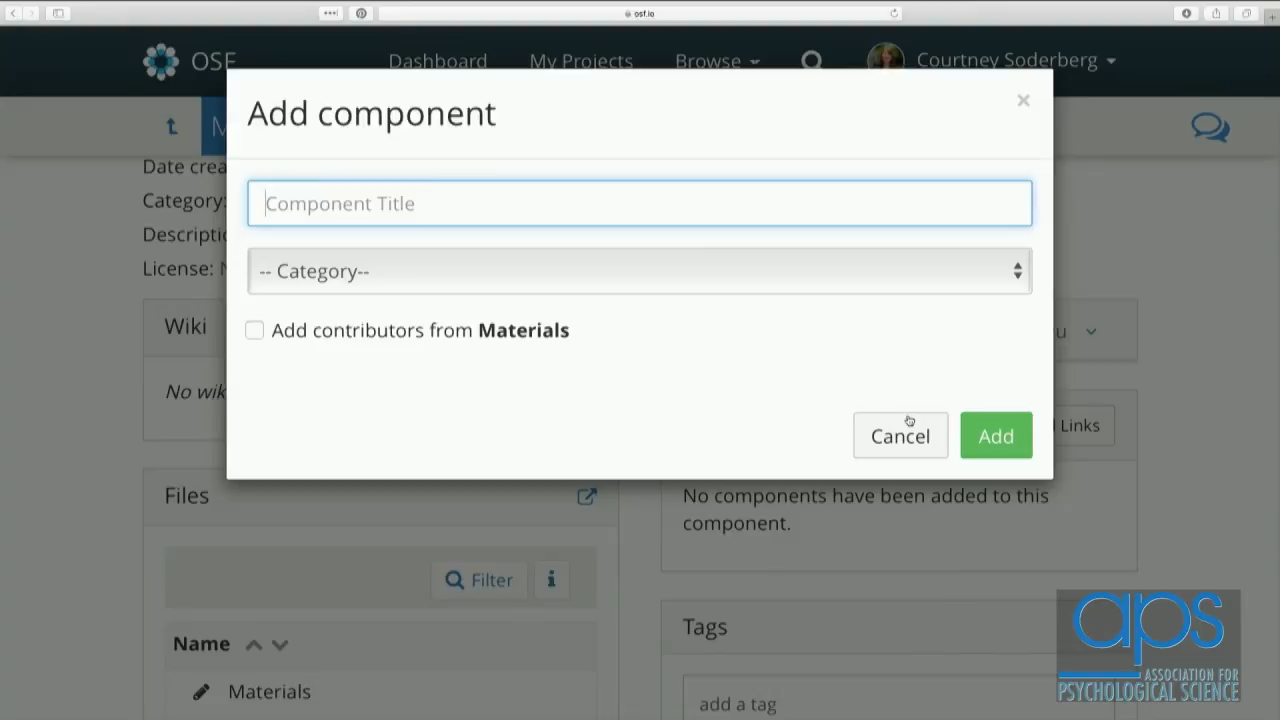 osf.io
OSF
Dashboard
My Projects
Browse
Courtney Soderberg
Add component
×
M
Date crea
Component Title
Category:
-- Category--
Descriptio
License: N
Add contributors from Materials
Wiki
u
No wik
Cancel
Add
Links
Files
No components have been added to this
component.
Filter
i
Tags
Name
Materials
add a tag
aps
ASSOCIATION FOR
PSYCHOLOGICAL SCIENCE